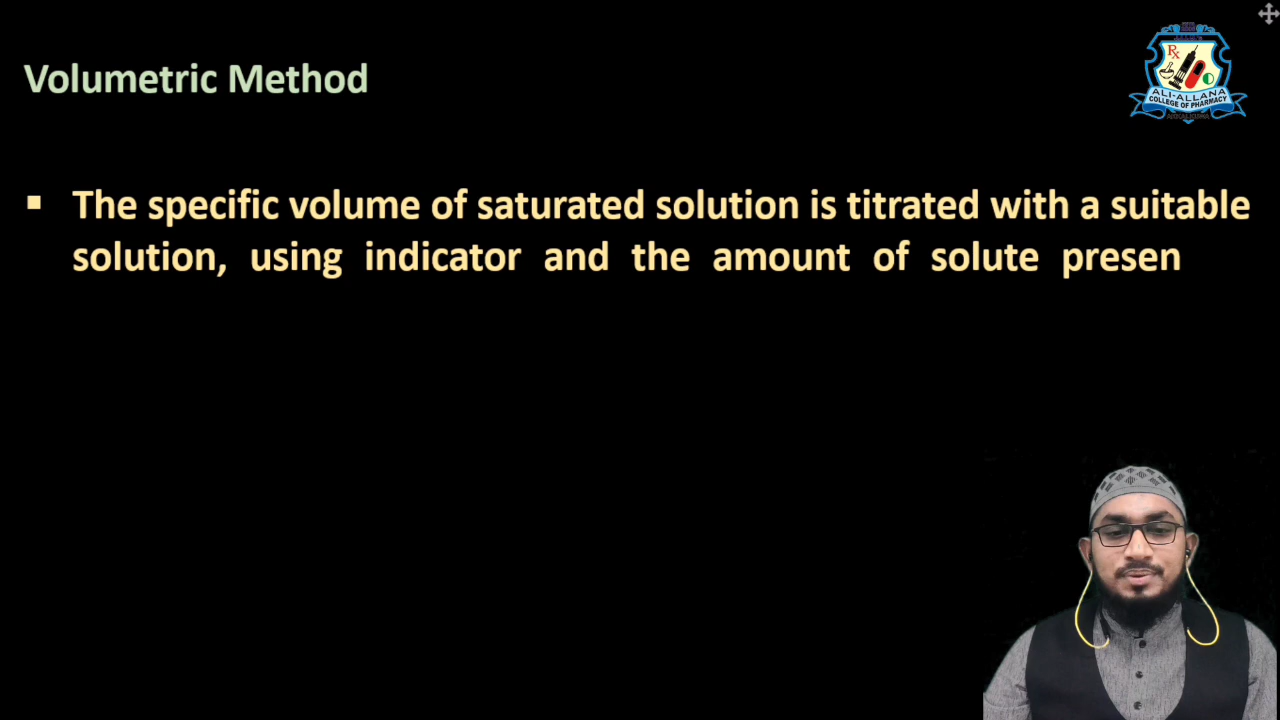 Volumetric Method
Rx
ALI-ALLANA
COLLEGE OF PHARMACY
▪ The specific volume of saturated solution is titrated with a suitable
solution, using indicator and the amount of solute presen